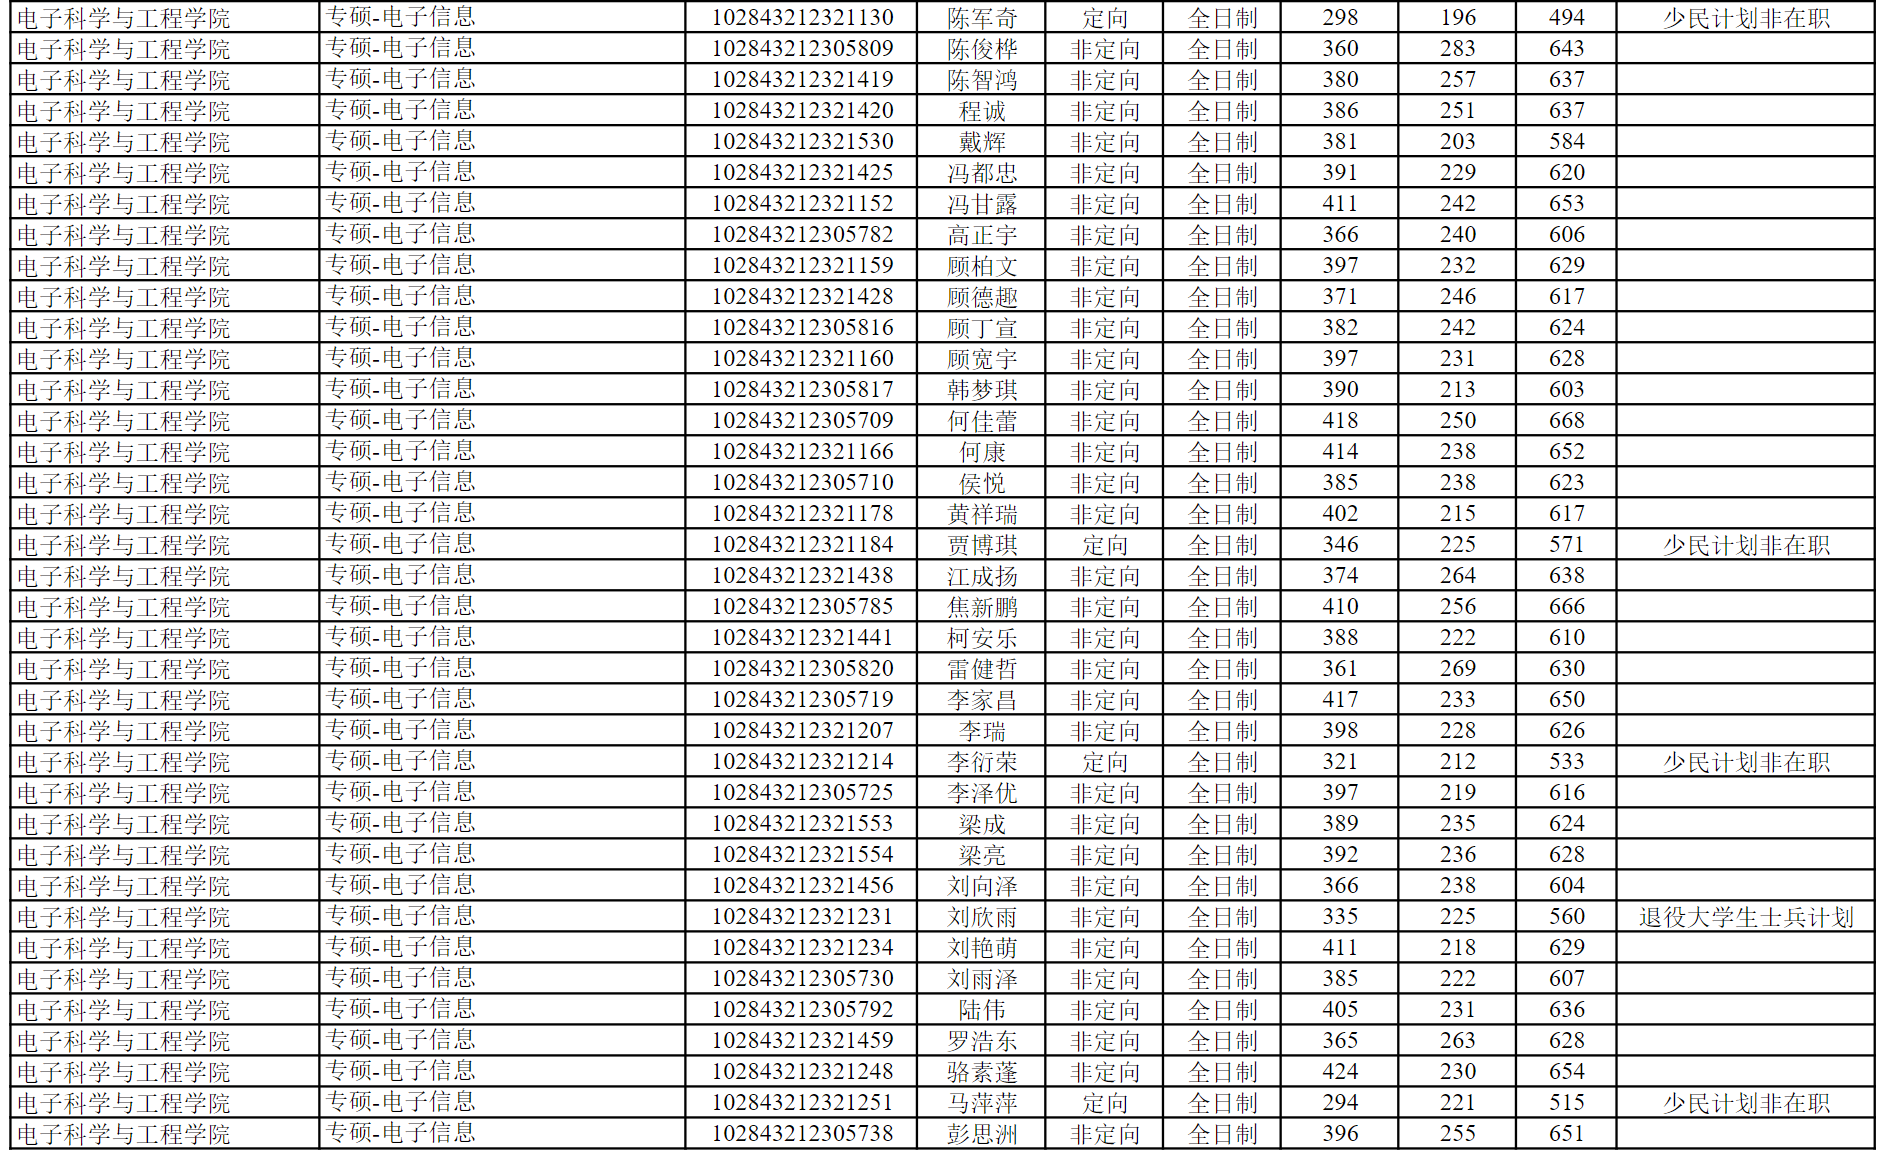 电子科学与工程学院 专硕-电子信息 102843212321130 陈军奇 定向 全日制 298 196 494 少民计划非在职
电子科学与工程学院 专硕-电子信息 102843212305809 陈俊桦 非定向 全日制 360 283 643
电子科学与工程学院 专硕-电子信息 102843212321419 陈智鸿 非定向 全日制 380 257 637
电子科学与工程学院 专硕-电子信息 102843212321420 程诚 非定向 全日制 386 251 637
电子科学与工程学院 专硕-电子信息 102843212321530 戴辉 非定向 全日制 381 203 584
电子科学与工程学院 专硕-电子信息 102843212321425 冯都忠 非定向 全日制 391 229 620
电子科学与工程学院 专硕-电子信息 102843212321152 冯甘露 非定向 全日制 411 242 653
电子科学与工程学院 专硕-电子信息 102843212305782 高正宇 非定向 全日制 366 240 606
电子科学与工程学院 专硕-电子信息 102843212321159 顾柏文 非定向 全日制 397 232 629
电子科学与工程学院 专硕-电子信息 102843212321428 顾德趣 非定向 全日制 371 246 617
电子科学与工程学院 专硕-电子信息 102843212305816 顾丁宣 非定向 全日制 382 242 624
电子科学与工程学院 专硕-电子信息 102843212321160 顾宽宇 非定向 全日制 397 231 628
电子科学与工程学院 专硕-电子信息 102843212305817 韩梦琪 非定向 全日制 390 213 603
电子科学与工程学院 专硕-电子信息 102843212305709 何佳蕾 非定向 全日制 418 250 668
电子科学与工程学院 专硕-电子信息 102843212321166 何康 非定向 全日制 414 238 652
电子科学与工程学院 专硕-电子信息 102843212305710 侯悦 非定向 全日制 385 238 623
电子科学与工程学院 专硕-电子信息 102843212321178 黄祥瑞 非定向 全日制 402 215 617
电子科学与工程学院 专硕-电子信息 102843212321184 贾博琪 定向 全日制 346 225 571 少民计划非在职
电子科学与工程学院 专硕-电子信息 102843212321438 江成扬 非定向 全日制 374 264 638
电子科学与工程学院 专硕-电子信息 102843212305785 焦新鹏 非定向 全日制 410 256 666
电子科学与工程学院 专硕-电子信息 102843212321441 柯安乐 非定向 全日制 388 222 610
电子科学与工程学院 专硕-电子信息 102843212305820 雷健哲 非定向 全日制 361 269 630
电子科学与工程学院 专硕-电子信息 102843212305719 李家昌 非定向 全日制 417 233 650
电子科学与工程学院 专硕-电子信息 102843212321207 李瑞 非定向 全日制 398 228 626
电子科学与工程学院 专硕-电子信息 102843212321214 李衍荣 定向 全日制 321 212 533 少民计划非在职
电子科学与工程学院 专硕-电子信息 102843212305725 李泽优 非定向 全日制 397 219 616
电子科学与工程学院 专硕-电子信息 102843212321553 梁成 非定向 全日制 389 235 624
电子科学与工程学院 专硕-电子信息 102843212321554 梁亮 非定向 全日制 392 236 628
电子科学与工程学院 专硕-电子信息 102843212321456 刘向泽 非定向 全日制 366 238 604
电子科学与工程学院 专硕-电子信息 102843212321231 刘欣雨 非定向 全日制 335 225 560 退役大学生士兵计划
电子科学与工程学院 专硕-电子信息 102843212321234 刘艳萌 非定向 全日制 411 218 629
电子科学与工程学院 专硕-电子信息 102843212305730 刘雨泽 非定向 全日制 385 222 607
电子科学与工程学院 专硕-电子信息 102843212305792 陆伟 非定向 全日制 405 231 636
电子科学与工程学院 专硕-电子信息 102843212321459 罗浩东 非定向 全日制 365 263 628
电子科学与工程学院 专硕-电子信息 102843212321248 骆素蓬 非定向 全日制 424 230 654
电子科学与工程学院 专硕-电子信息 102843212321251 马萍萍 定向 全日制 294 221 515 少民计划非在职
电子科学与工程学院 专硕-电子信息 102843212305738 彭思洲 非定向 全日制 396 255 651